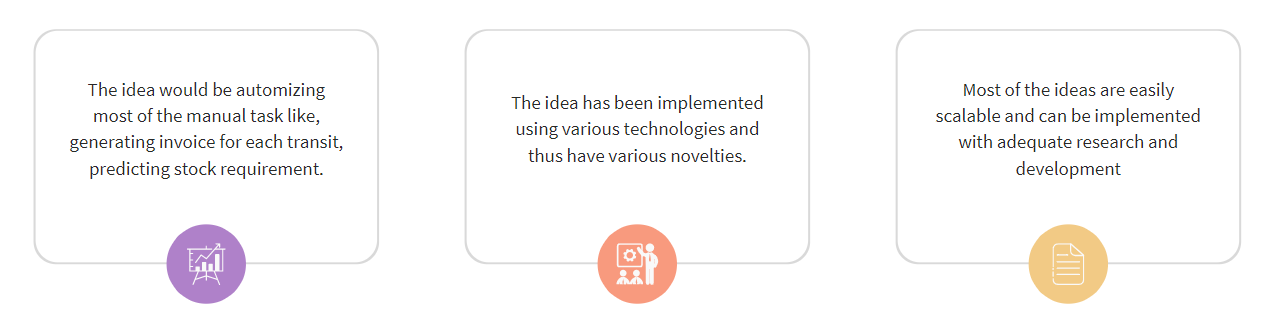 The idea would be automizing
most of the manual task like,
generating invoice for each transit,
predicting stock requirement.
The idea has been implemented
using various technologies and
thus have various novelties.
Most of the ideas are easily
scalable and can be implemented
with adequate research and
development